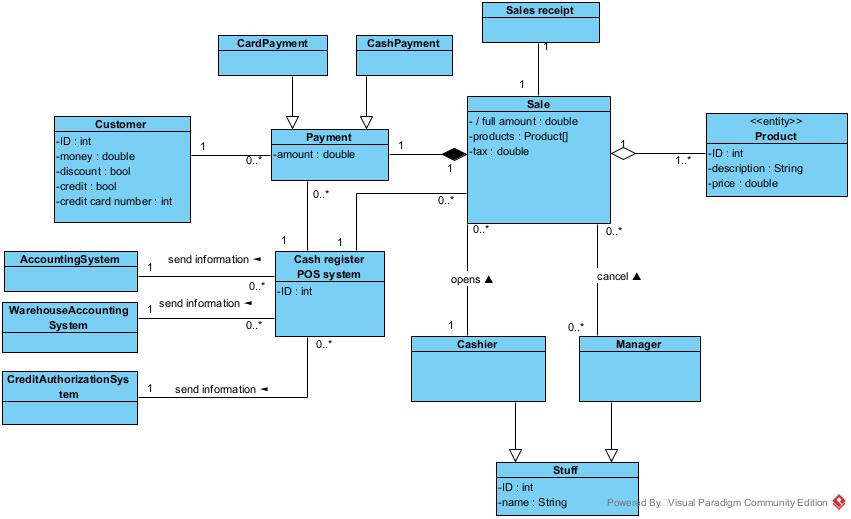 Sales receipt
1
1
CardPayment
CashPayment
Sale
- / full amount : double
-products : Product[]
-tax : double
<<entity>>
Product
-ID : int
-description : String
-price : double
1
1..*
Customer
-ID : int
-money : double
-discount : bool
-credit : bool
-credit card number : int
1
0..*
Payment
-amount : double
1
1
0..*
1
0..*
1
AccountingSystem
1
send information ◄
0..*
Cash register
POS system
-ID : int
WarehouseAccounting
System
1
send information ◄
0..*
CreditAuthorizationSys
tem
1
send information ◄
0..*
0..*
opens ▲
1
0..*
cancel ▲
0..*
Cashier
Manager
Stuff
-ID : int
-name : String
Powered By Visual Paradigm Community Edition